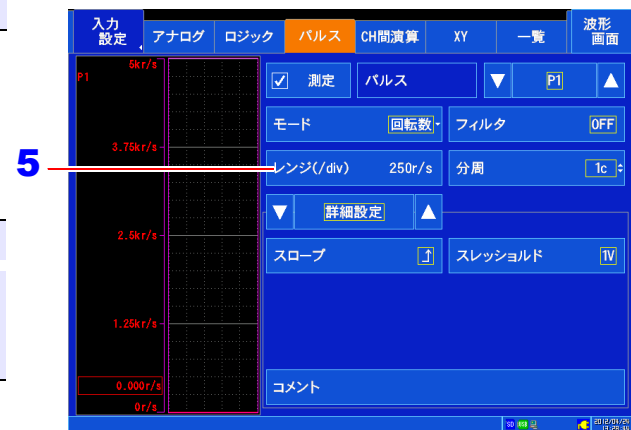 入力設定 アナログ ロジック パルス CH間演算 XY 一覧 波形画面
P1 5kr/s
3.75kr/s
2.5kr/s
1.25kr/s
0.000r/s
0r/s
測定 パルス P1
モード 回転数 フィルタ OFF
5
レンジ(/div) 250r/s 分周 1c
詳細設定
スロープ スレッショルド 1V
コメント
SD USB